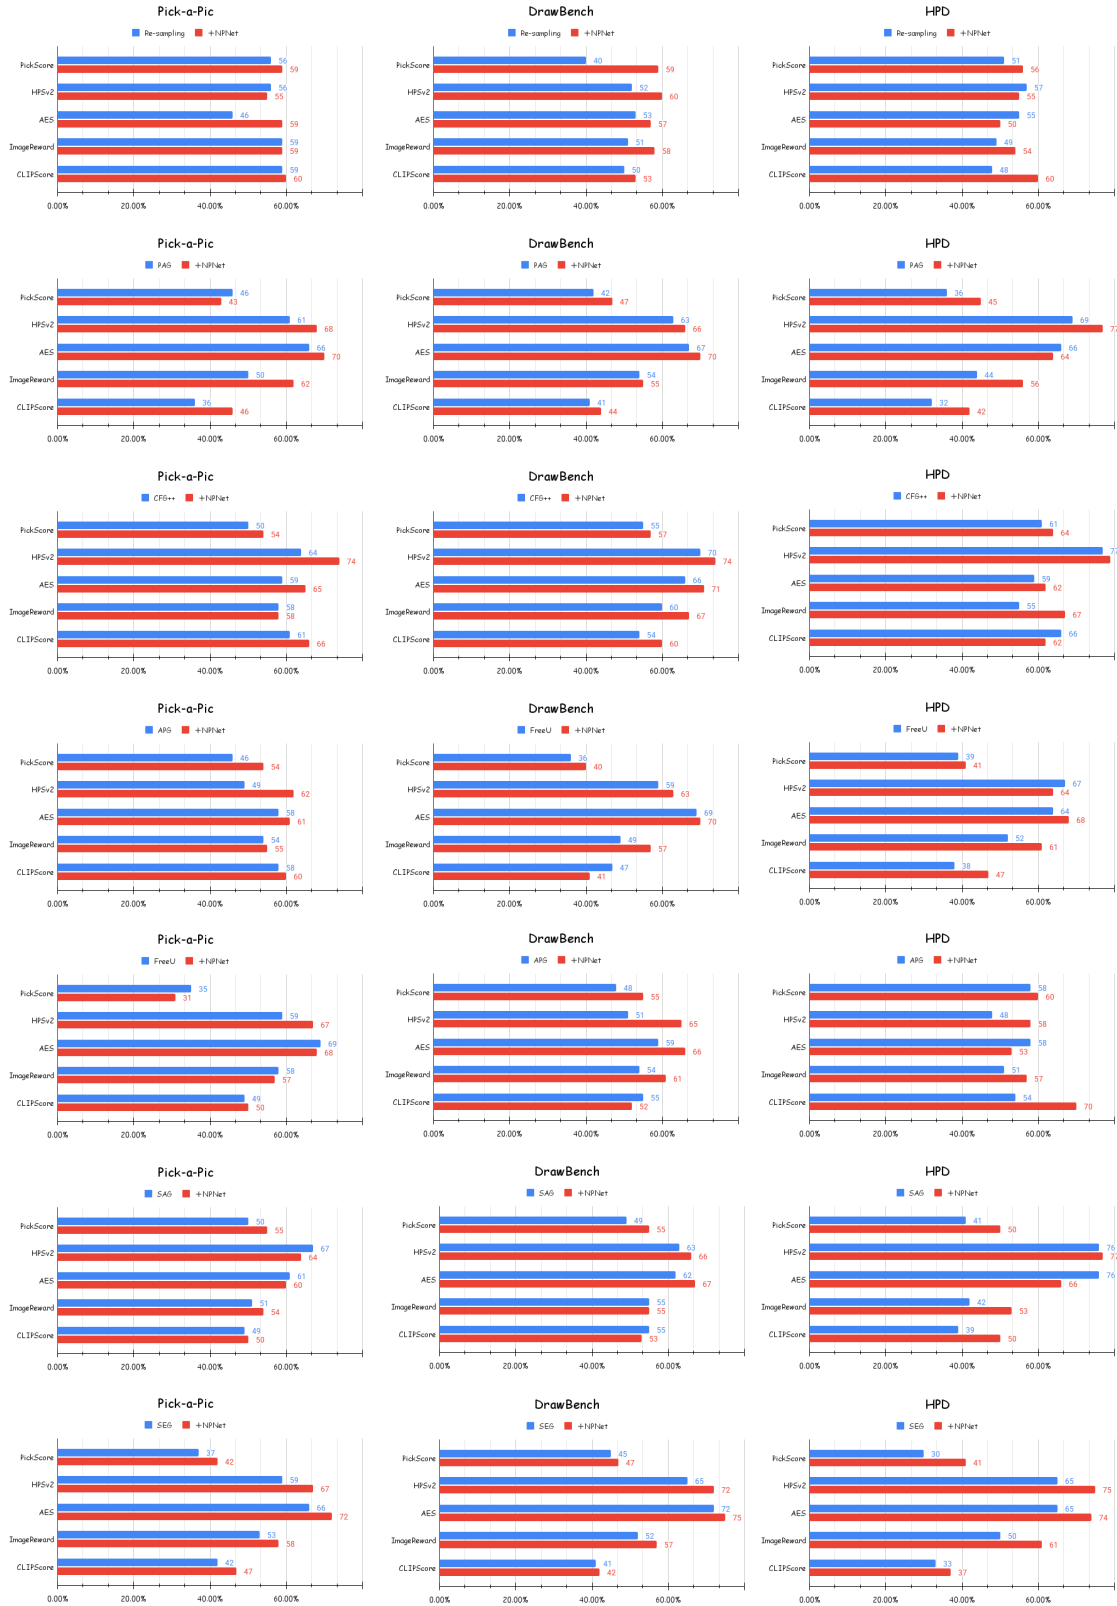 Pick-a-Pic
Re-sampling +NPNet
PickScore 56 59
HPSv2 56 55
AES 46 59
ImageReward 59 59
CLIPScore 59 60
0.00% 20.00% 40.00% 60.00%
DrawBench
Re-sampling +NPNet
PickScore 40 59
HPSv2 52 60
AES 53 57
ImageReward 51 58
CLIPScore 50 53
0.00% 20.00% 40.00% 60.00%
HPD
Re-sampling +NPNet
PickScore 51 56
HPSv2 57 55
AES 55 50
ImageReward 49 54
CLIPScore 48 60
0.00% 20.00% 40.00% 60.00%
Pick-a-Pic
PAG +NPNet
PickScore 46 43
HPSv2 61 68
AES 66 70
ImageReward 50 62
CLIPScore 36 46
0.00% 20.00% 40.00% 60.00%
DrawBench
PAG +NPNet
PickScore 42 47
HPSv2 63 66
AES 67 70
ImageReward 54 55
CLIPScore 41 44
0.00% 20.00% 40.00% 60.00%
HPD
PAG +NPNet
PickScore 36 45
HPSv2 69 77
AES 66 64
ImageReward 44 56
CLIPScore 32 42
0.00% 20.00% 40.00% 60.00%
Pick-a-Pic
CFG++ +NPNet
PickScore 50 54
HPSv2 64 74
AES 59 65
ImageReward 58 58
CLIPScore 61 66
0.00% 20.00% 40.00% 60.00%
DrawBench
CFG++ +NPNet
PickScore 55 57
HPSv2 70 74
AES 66 71
ImageReward 60 67
CLIPScore 54 60
0.00% 20.00% 40.00% 60.00%
HPD
CFG++ +NPNet
PickScore 61 64
HPSv2 77
AES 59 62
ImageReward 55 67
CLIPScore 66 62
0.00% 20.00% 40.00% 60.00%
Pick-a-Pic
APG +NPNet
PickScore 46 54
HPSv2 49 62
AES 58 61
ImageReward 54 55
CLIPScore 58 60
0.00% 20.00% 40.00% 60.00%
DrawBench
FreeU +NPNet
PickScore 36 40
HPSv2 59 63
AES 69 70
ImageReward 49 57
CLIPScore 47 41
0.00% 20.00% 40.00% 60.00%
HPD
FreeU +NPNet
PickScore 39 41
HPSv2 67 64
AES 64 68
ImageReward 52 61
CLIPScore 38 47
0.00% 20.00% 40.00% 60.00%
Pick-a-Pic
FreeU +NPNet
PickScore 35 31
HPSv2 59 67
AES 69 68
ImageReward 58 57
CLIPScore 49 50
0.00% 20.00% 40.00% 60.00%
DrawBench
APG +NPNet
PickScore 48 55
HPSv2 51 65
AES 59 66
ImageReward 54 61
CLIPScore 55 52
0.00% 20.00% 40.00% 60.00%
HPD
APG +NPNet
PickScore 58 60
HPSv2 48 58
AES 58 53
ImageReward 51 57
CLIPScore 54 70
0.00% 20.00% 40.00% 60.00%
Pick-a-Pic
SAG +NPNet
PickScore 50 55
HPSv2 67 64
AES 61 60
ImageReward 51 54
CLIPScore 49 50
0.00% 20.00% 40.00% 60.00%
DrawBench
SAG +NPNet
PickScore 49 55
HPSv2 63 66
AES 62 67
ImageReward 55 55
CLIPScore 55 53
0.00% 20.00% 40.00% 60.00%
HPD
SAG +NPNet
PickScore 41 50
HPSv2 76 77
AES 76 66
ImageReward 42 53
CLIPScore 39 50
0.00% 20.00% 40.00% 60.00%
Pick-a-Pic
SEG +NPNet
PickScore 37 42
HPSv2 59 67
AES 66 72
ImageReward 53 58
CLIPScore 42 47
0.00% 20.00% 40.00% 60.00%
DrawBench
SEG +NPNet
PickScore 45 47
HPSv2 65 72
AES 72 75
ImageReward 52 57
CLIPScore 41 42
0.00% 20.00% 40.00% 60.00%
HPD
SEG +NPNet
PickScore 30 41
HPSv2 65 75
AES 65 74
ImageReward 50 61
CLIPScore 33 37
0.00% 20.00% 40.00% 60.00%